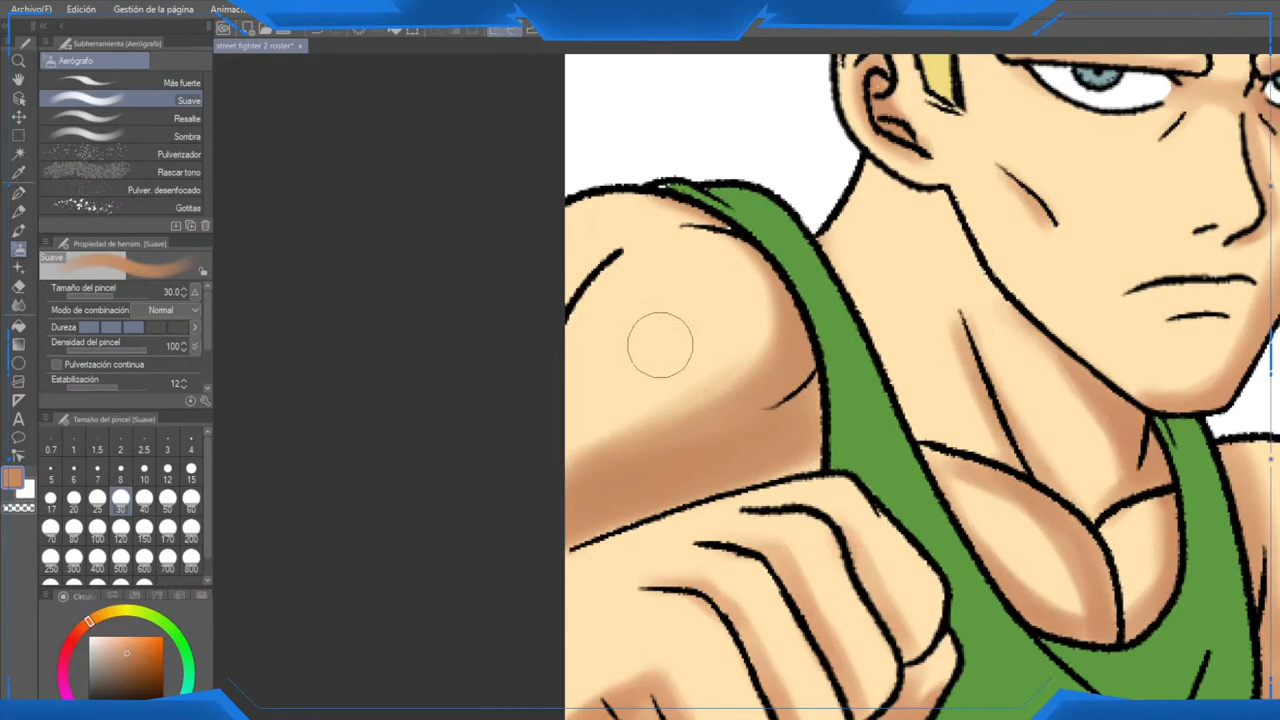 Archivo(F) Edición Gestión de la página Animació
Subherramienta (Aerógrafo)
street fighter 2 roster*
Aerógrafo
Más fuerte
Suave
Resalte
Sombra
Pulverizador
Rascar tono
Pulver. desenfocado
Gotitas
Propiedad de herram. [Suave]
Suave
Tamaño del pincel 30.0
Modo de combinación Normal
Dureza
Densidad del pincel 100
Pulverización continua
Estabilización 12
Tamaño del pincel [Suave]
0.7 1 1.5 2 2.5 3 4
5 6 7 8 10 12 15
17 20 25 30 40 50 60
70 80 100 120 150 170 200
250 300 400 500 600 700 800
Círculo